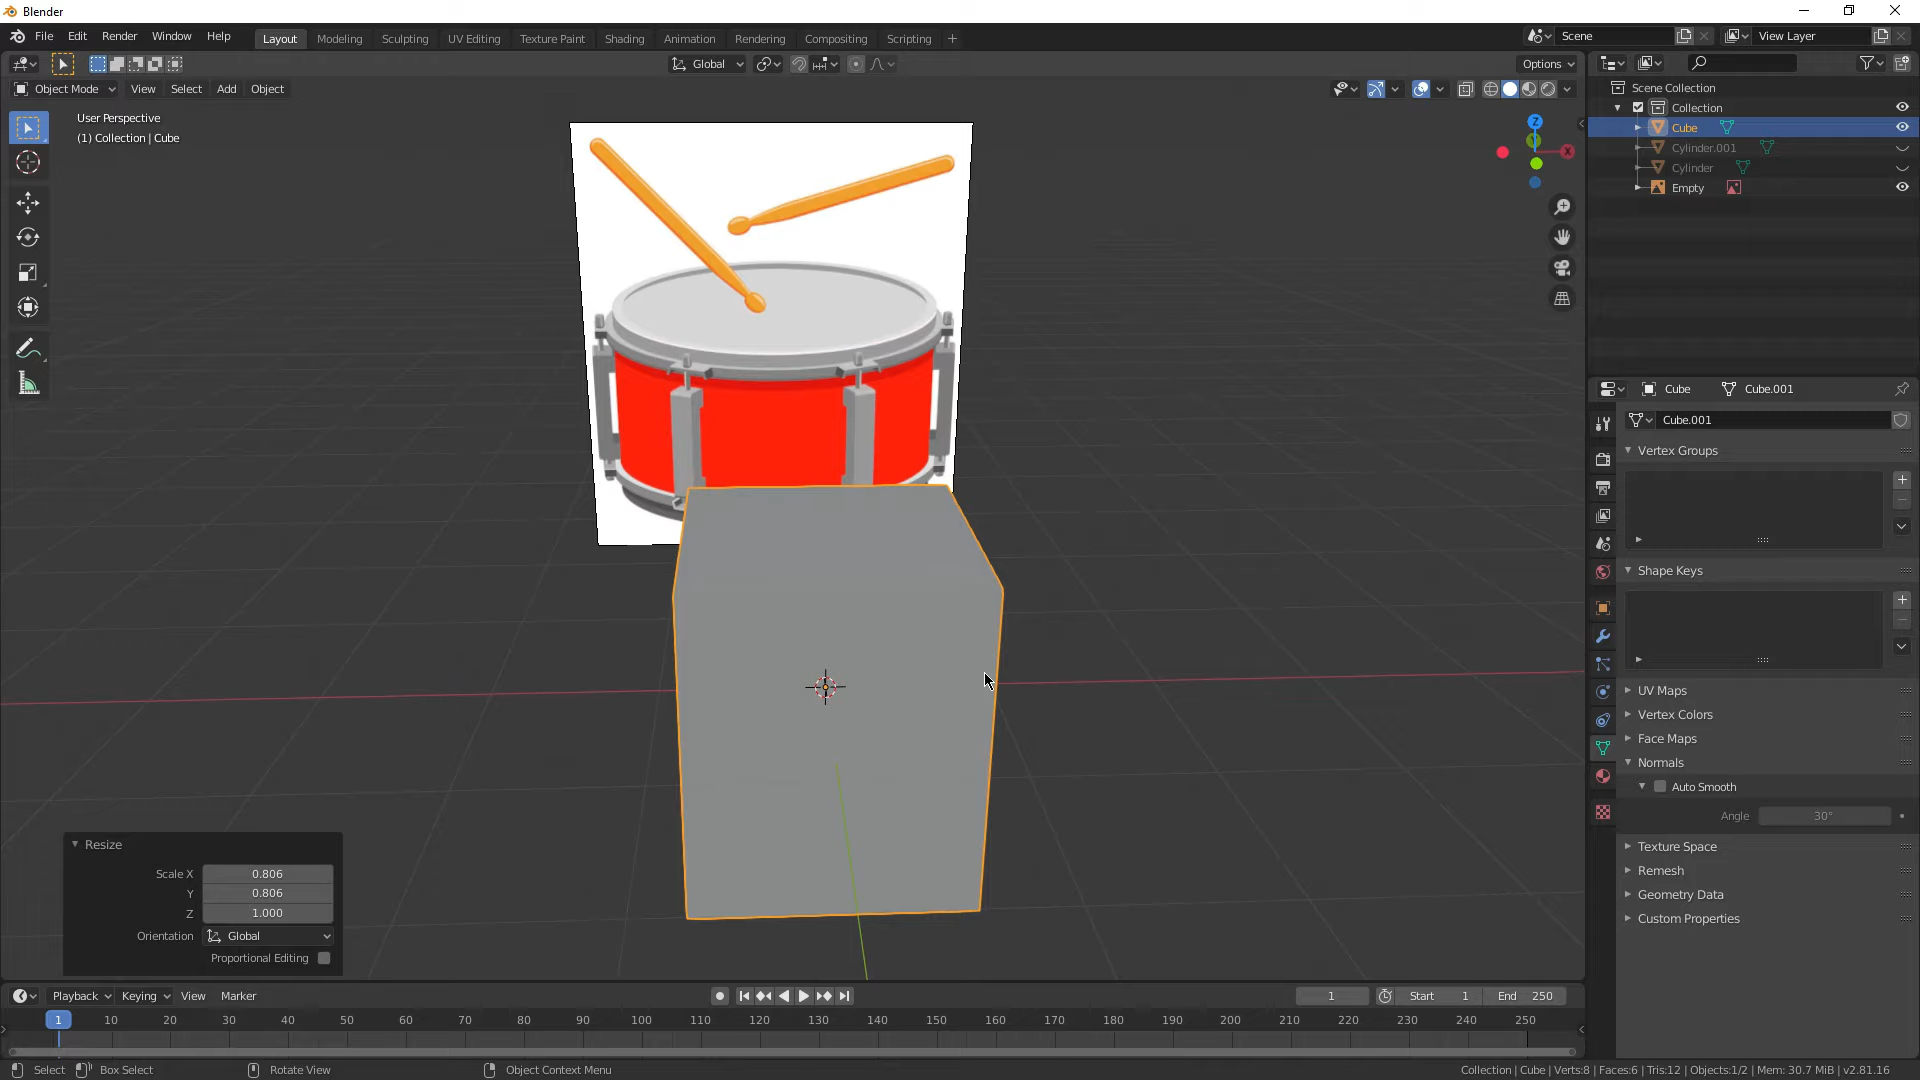 Blender
File Edit Render Window Help
Layout Modeling Sculpting UV Editing Texture Paint Shading Animation Rendering Compositing Scripting +
Scene
View Layer
Global
Options
Object Mode View Select Add Object
User Perspective
(1) Collection | Cube
Z
X
Scene Collection
Collection
Cube
Cylinder.001
Cylinder
Empty
Cube
Cube.001
Cube.001
Vertex Groups
Shape Keys
UV Maps
Vertex Colors
Face Maps
Normals
Auto Smooth
Angle 30°
Texture Space
Remesh
Geometry Data
Custom Properties
Resize
Scale X 0.806
Y 0.806
Z 1.000
Orientation Global
Proportional Editing
Playback Keying View Marker
1 Start 1 End 250
1 10 20 30 40 50 60 70 80 90 100 110 120 130 140 150 160 170 180 190 200 210 220 230 240 250
Select Box Select Rotate View Object Context Menu
Collection | Cube | Verts:8 | Faces:6 | Tris:12 | Objects:1/2 | Mem: 30.7 MiB | v2.81.16